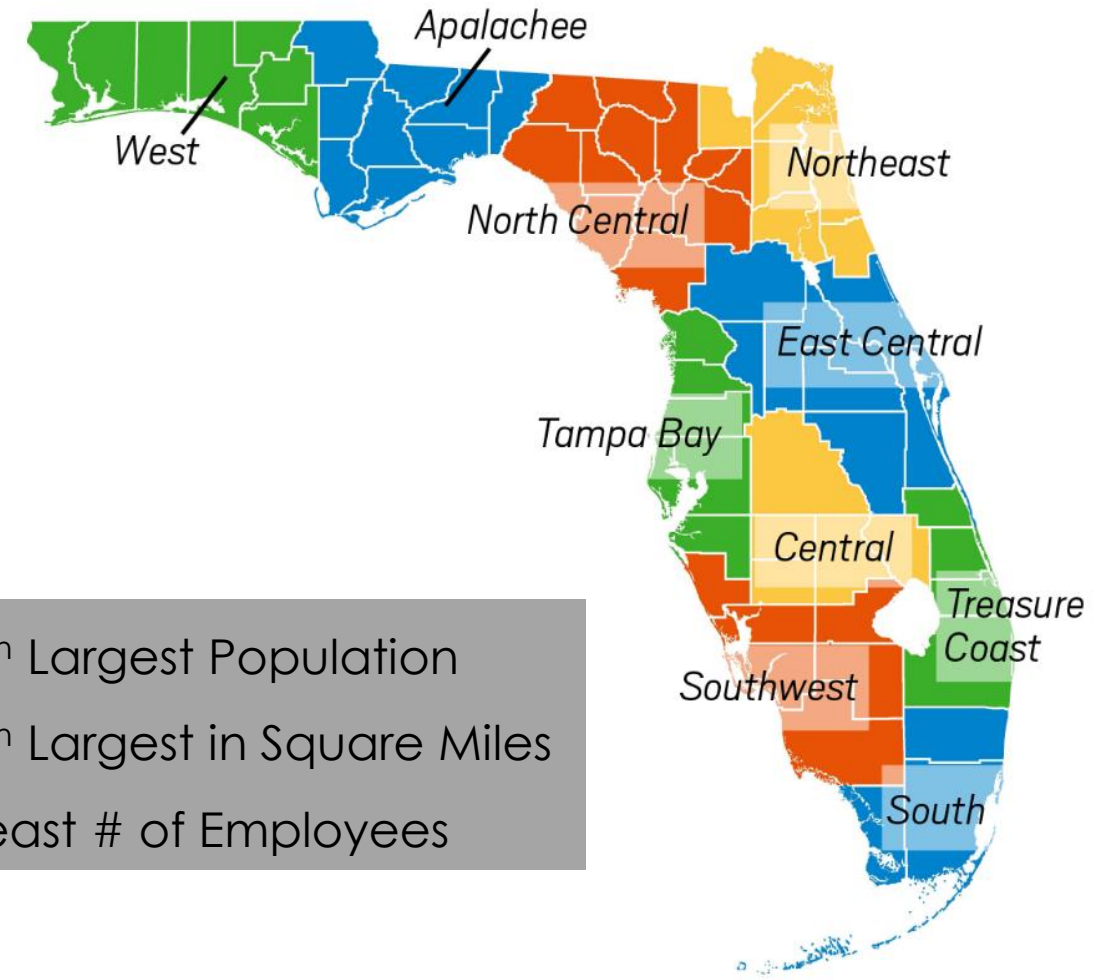 Apalachee
West
Northeast
North Central
East Central
Tampa Bay
Central
Treasure
Coast
Southwest
South
Largest Population
Largest in Square Miles
# of Employees